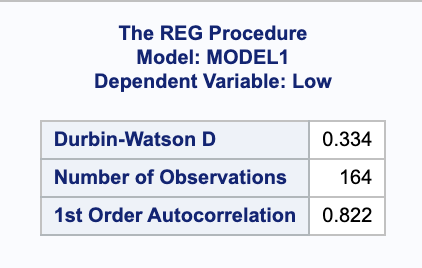 The REG Procedure
Model: MODEL1
Dependent Variable: Low
Durbin-Watson D 0.334
Number of Observations 164
1st Order Autocorrelation 0.822